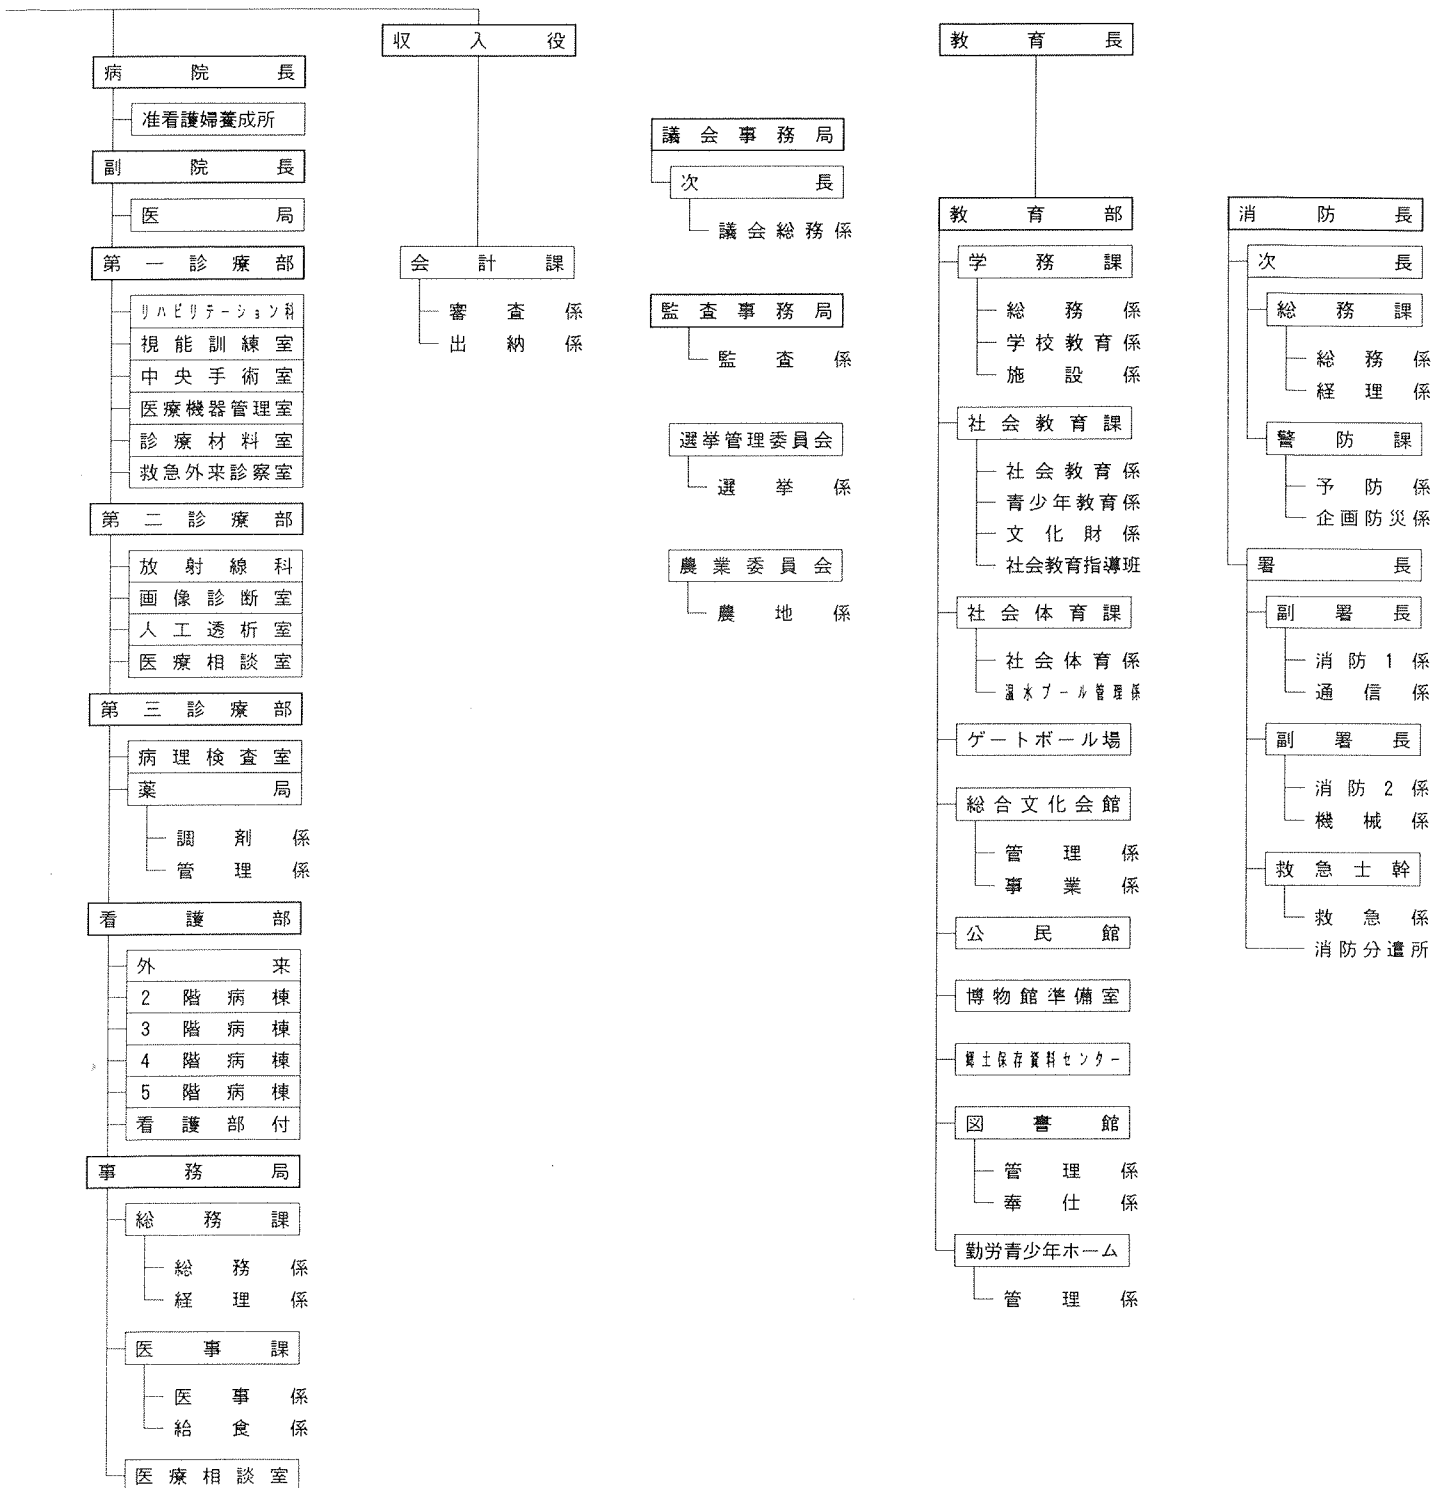 病院長
准看護婦養成所
副院長
医局
第一診療部
リハビリテーション科
視能訓練室
中央手術室
医療機器管理室
診療材料室
救急外来診察室
第二診療部
放射線科
画像診断室
人工透析室
医療相談室
第三診療部
病理検査室
薬局
調剤係
管理係
看護部
外来
2階病棟
3階病棟
4階病棟
5階病棟
看護部付
事務局
総務課
総務係
経理係
医事課
医事係
給食係
医療相談室
収入役
会計課
審査係
出納係
議会事務局
次長
議会総務係
監査事務局
監査係
選挙管理委員会
選挙係
農業委員会
農地係
教育長
教育部
学務課
総務係
学校教育係
施設係
社会教育課
社会教育係
青少年教育係
文化財係
社会教育指導班
社会体育課
社会体育係
温水プール管理係
ゲートボール場
総合文化会館
管理係
事業係
公民館
博物館準備室
郷土保存資料センター
図書館
管理係
奉仕係
勤労青少年ホーム
管理係
消防長
次長
総務課
総務係
経理係
警防課
予防係
企画防災係
署長
副署長
消防1係
通信係
副署長
消防2係
機械係
救急士幹
救急係
消防分遣所